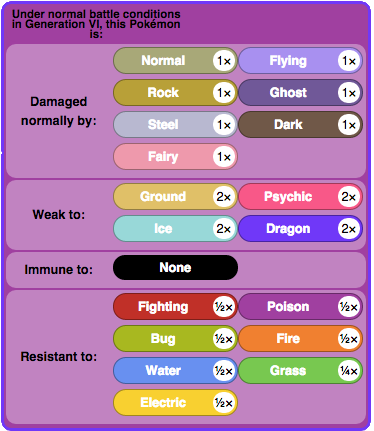 Under normal battle conditions
in Generation VI, this Pokémon
is:
Damaged
normally by:
Normal 1× Flying 1×
Rock 1× Ghost 1×
Steel 1× Dark 1×
Fairy 1×
Weak to:
Ground 2× Psychic 2×
Ice 2× Dragon 2×
Immune to:
None
Resistant to:
Fighting ½× Poison ½×
Bug ½× Fire ½×
Water ½× Grass ¼×
Electric ½×